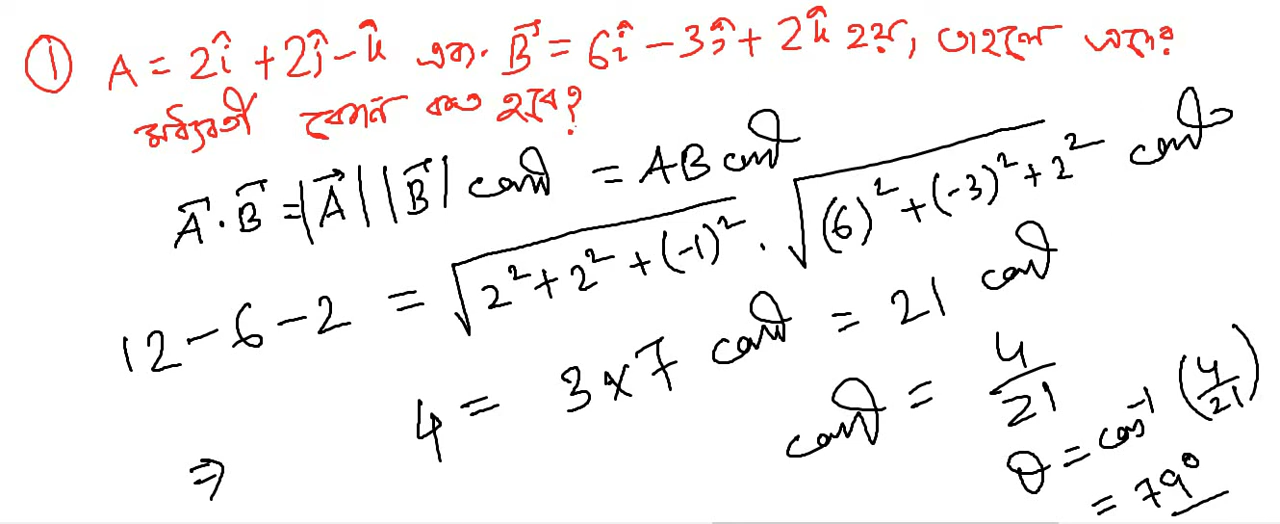 ① A = 2î + 2ĵ - k̂ এবং B⃗ = 6î - 3ĵ + 2k̂ হয়, তাহলে এদের
মধ্যবর্তী কোন কত হবে?
A⃗.B⃗ = |A⃗||B⃗| cosθ = AB cosθ
12-6-2 = √(2²+2²+(-1)²) . √((6)²+(-3)²+2²) cosθ
4 = 3×7 cosθ = 21 cosθ
⇒ cosθ = 4/21
θ = cos⁻¹(4/21)
= 79°